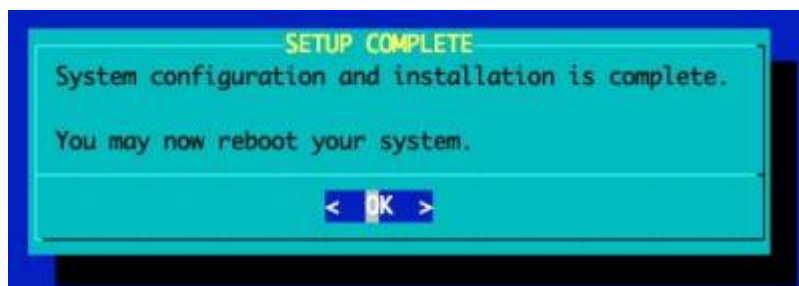 SETUP COMPLETE
System configuration and installation is complete.
You may now reboot your system.
< OK >